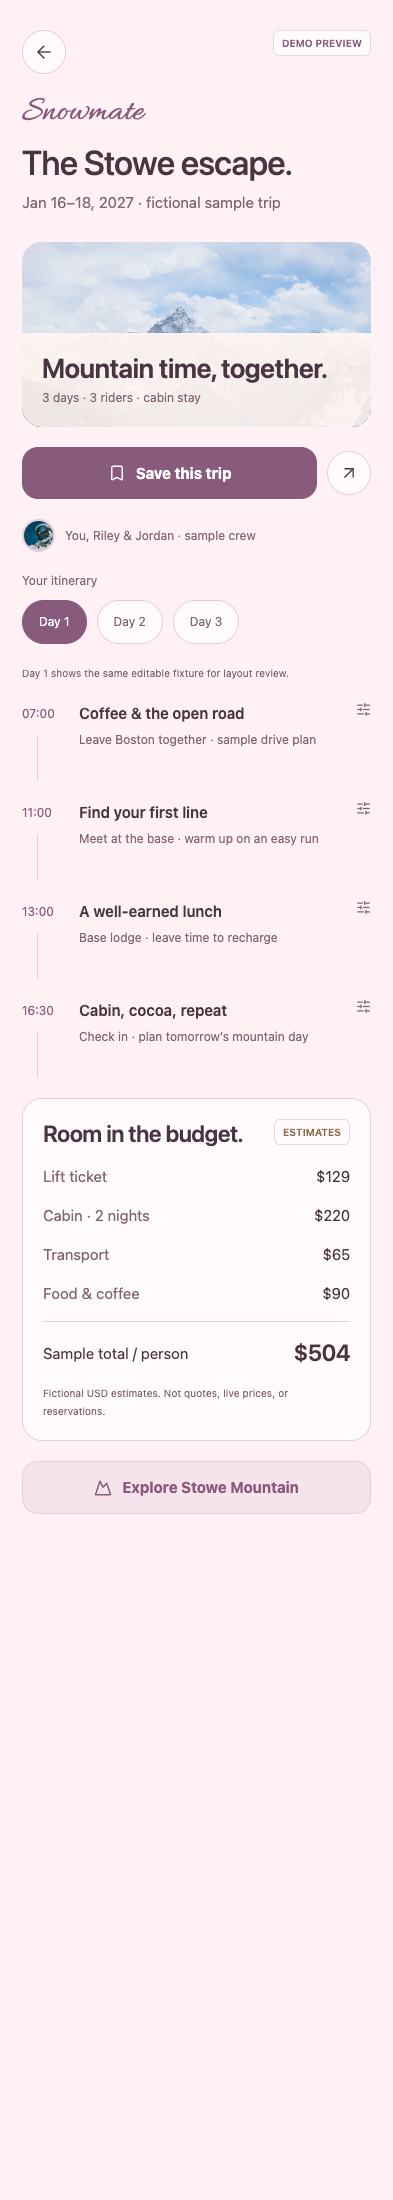 DEMO PREVIEW
Snowmate
The Stowe escape.
Jan 16–18, 2027 · fictional sample trip
Mountain time, together.
3 days · 3 riders · cabin stay
Save this trip
You, Riley & Jordan · sample crew
Your itinerary
Day 1
Day 2
Day 3
Day 1 shows the same editable fixture for layout review.
07:00
Coffee & the open road
Leave Boston together · sample drive plan
11:00
Find your first line
Meet at the base · warm up on an easy run
13:00
A well-earned lunch
Base lodge · leave time to recharge
16:30
Cabin, cocoa, repeat
Check in · plan tomorrow’s mountain day
Room in the budget.
ESTIMATES
Lift ticket $129
Cabin · 2 nights $220
Transport $65
Food & coffee $90
Sample total / person $504
Fictional USD estimates. Not quotes, live prices, or
reservations.
Explore Stowe Mountain